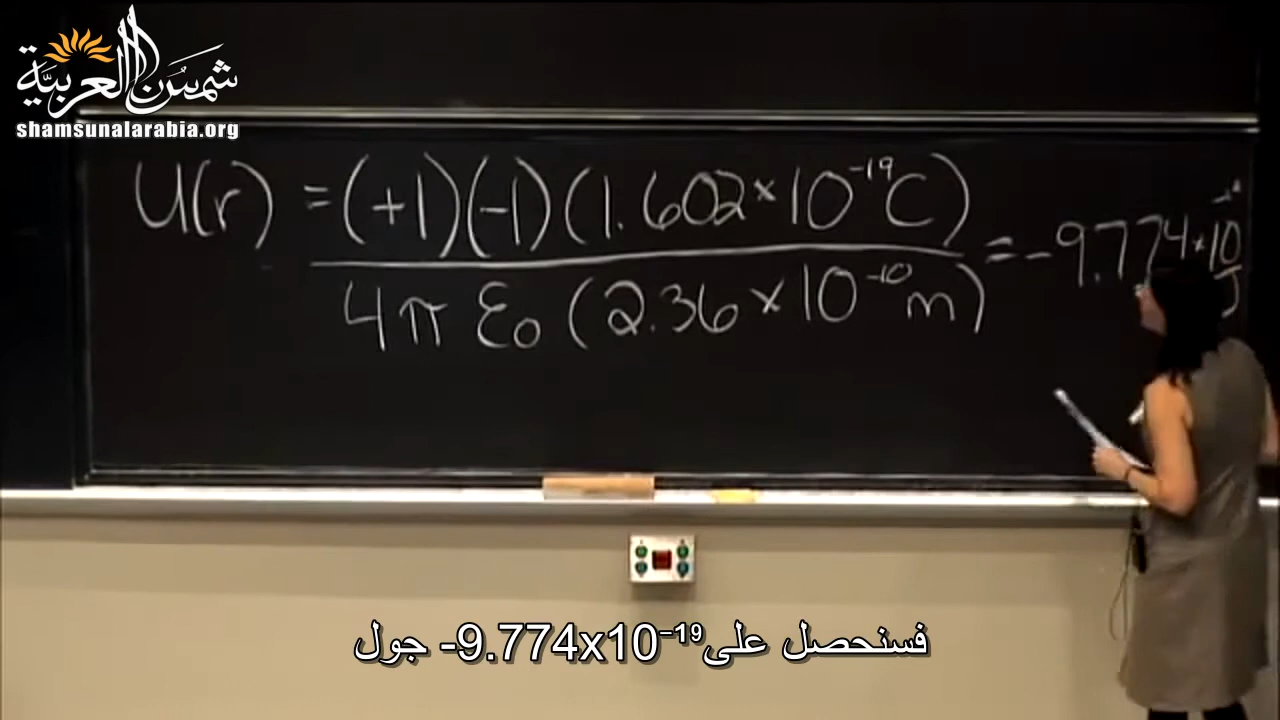 شمسنا العربية
shamsunalarabia.org
U(r) = (+1)(-1)(1.602×10⁻¹⁹C) / 4π ε₀ (2.36×10⁻¹⁰m) = -9.774×10 J
فسنحصل على -9.774x10⁻¹⁹ جول